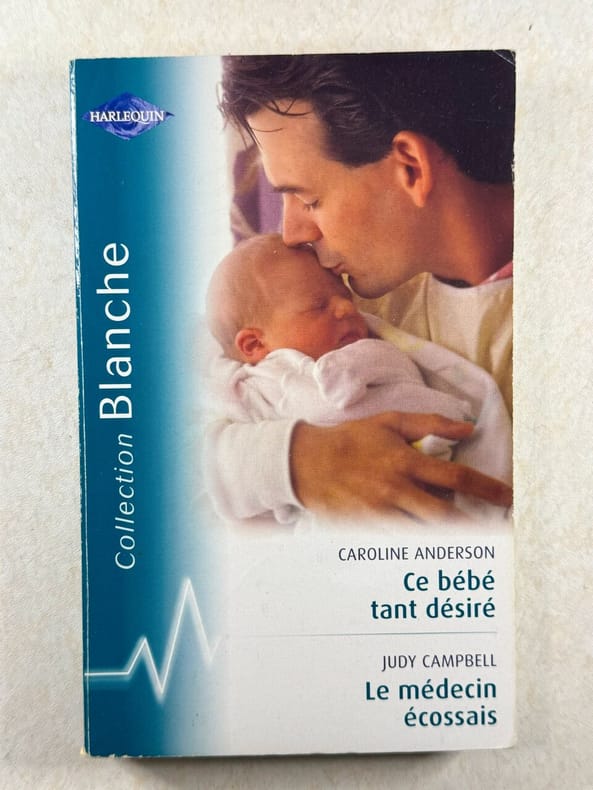 HARLEQUIN
Collection Blanche
CAROLINE ANDERSON
Ce bébé
tant désiré
JUDY CAMPBELL
Le médecin
écossais